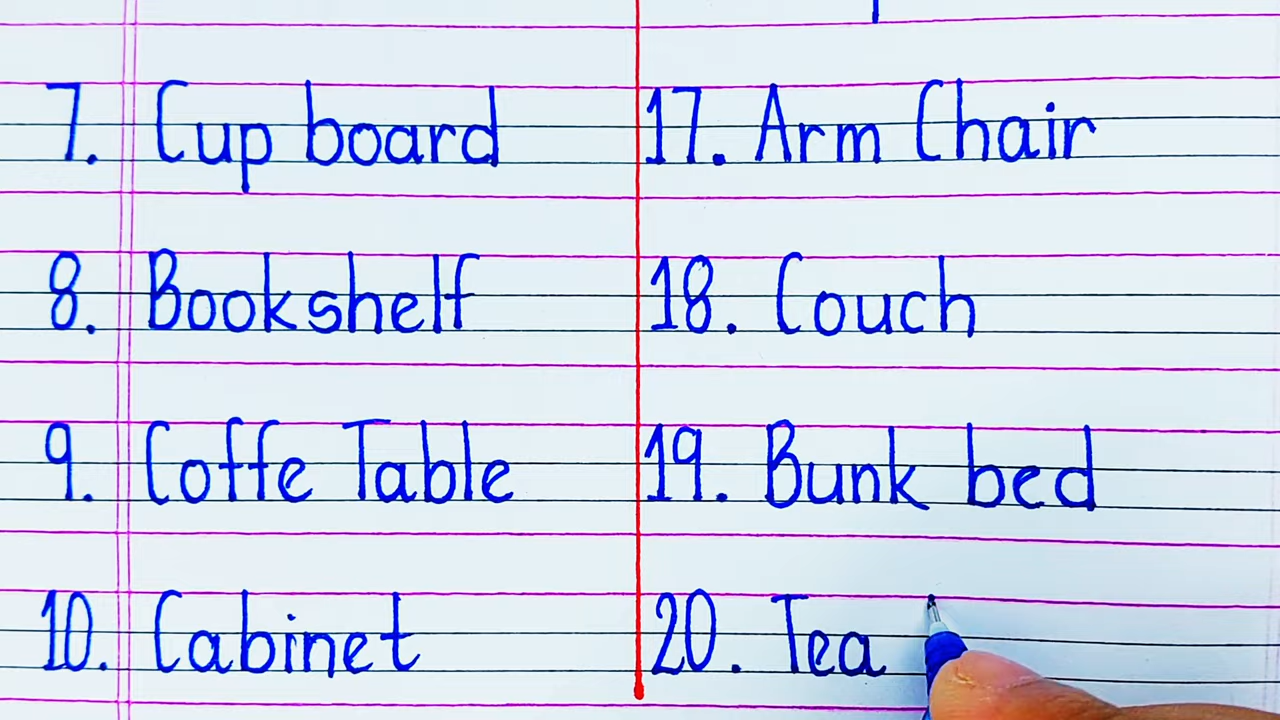 7. Cup board
8. Bookshelf
9. Coffe Table
10. Cabinet
17. Arm Chair
18. Couch
19. Bunk bed
20. Tea